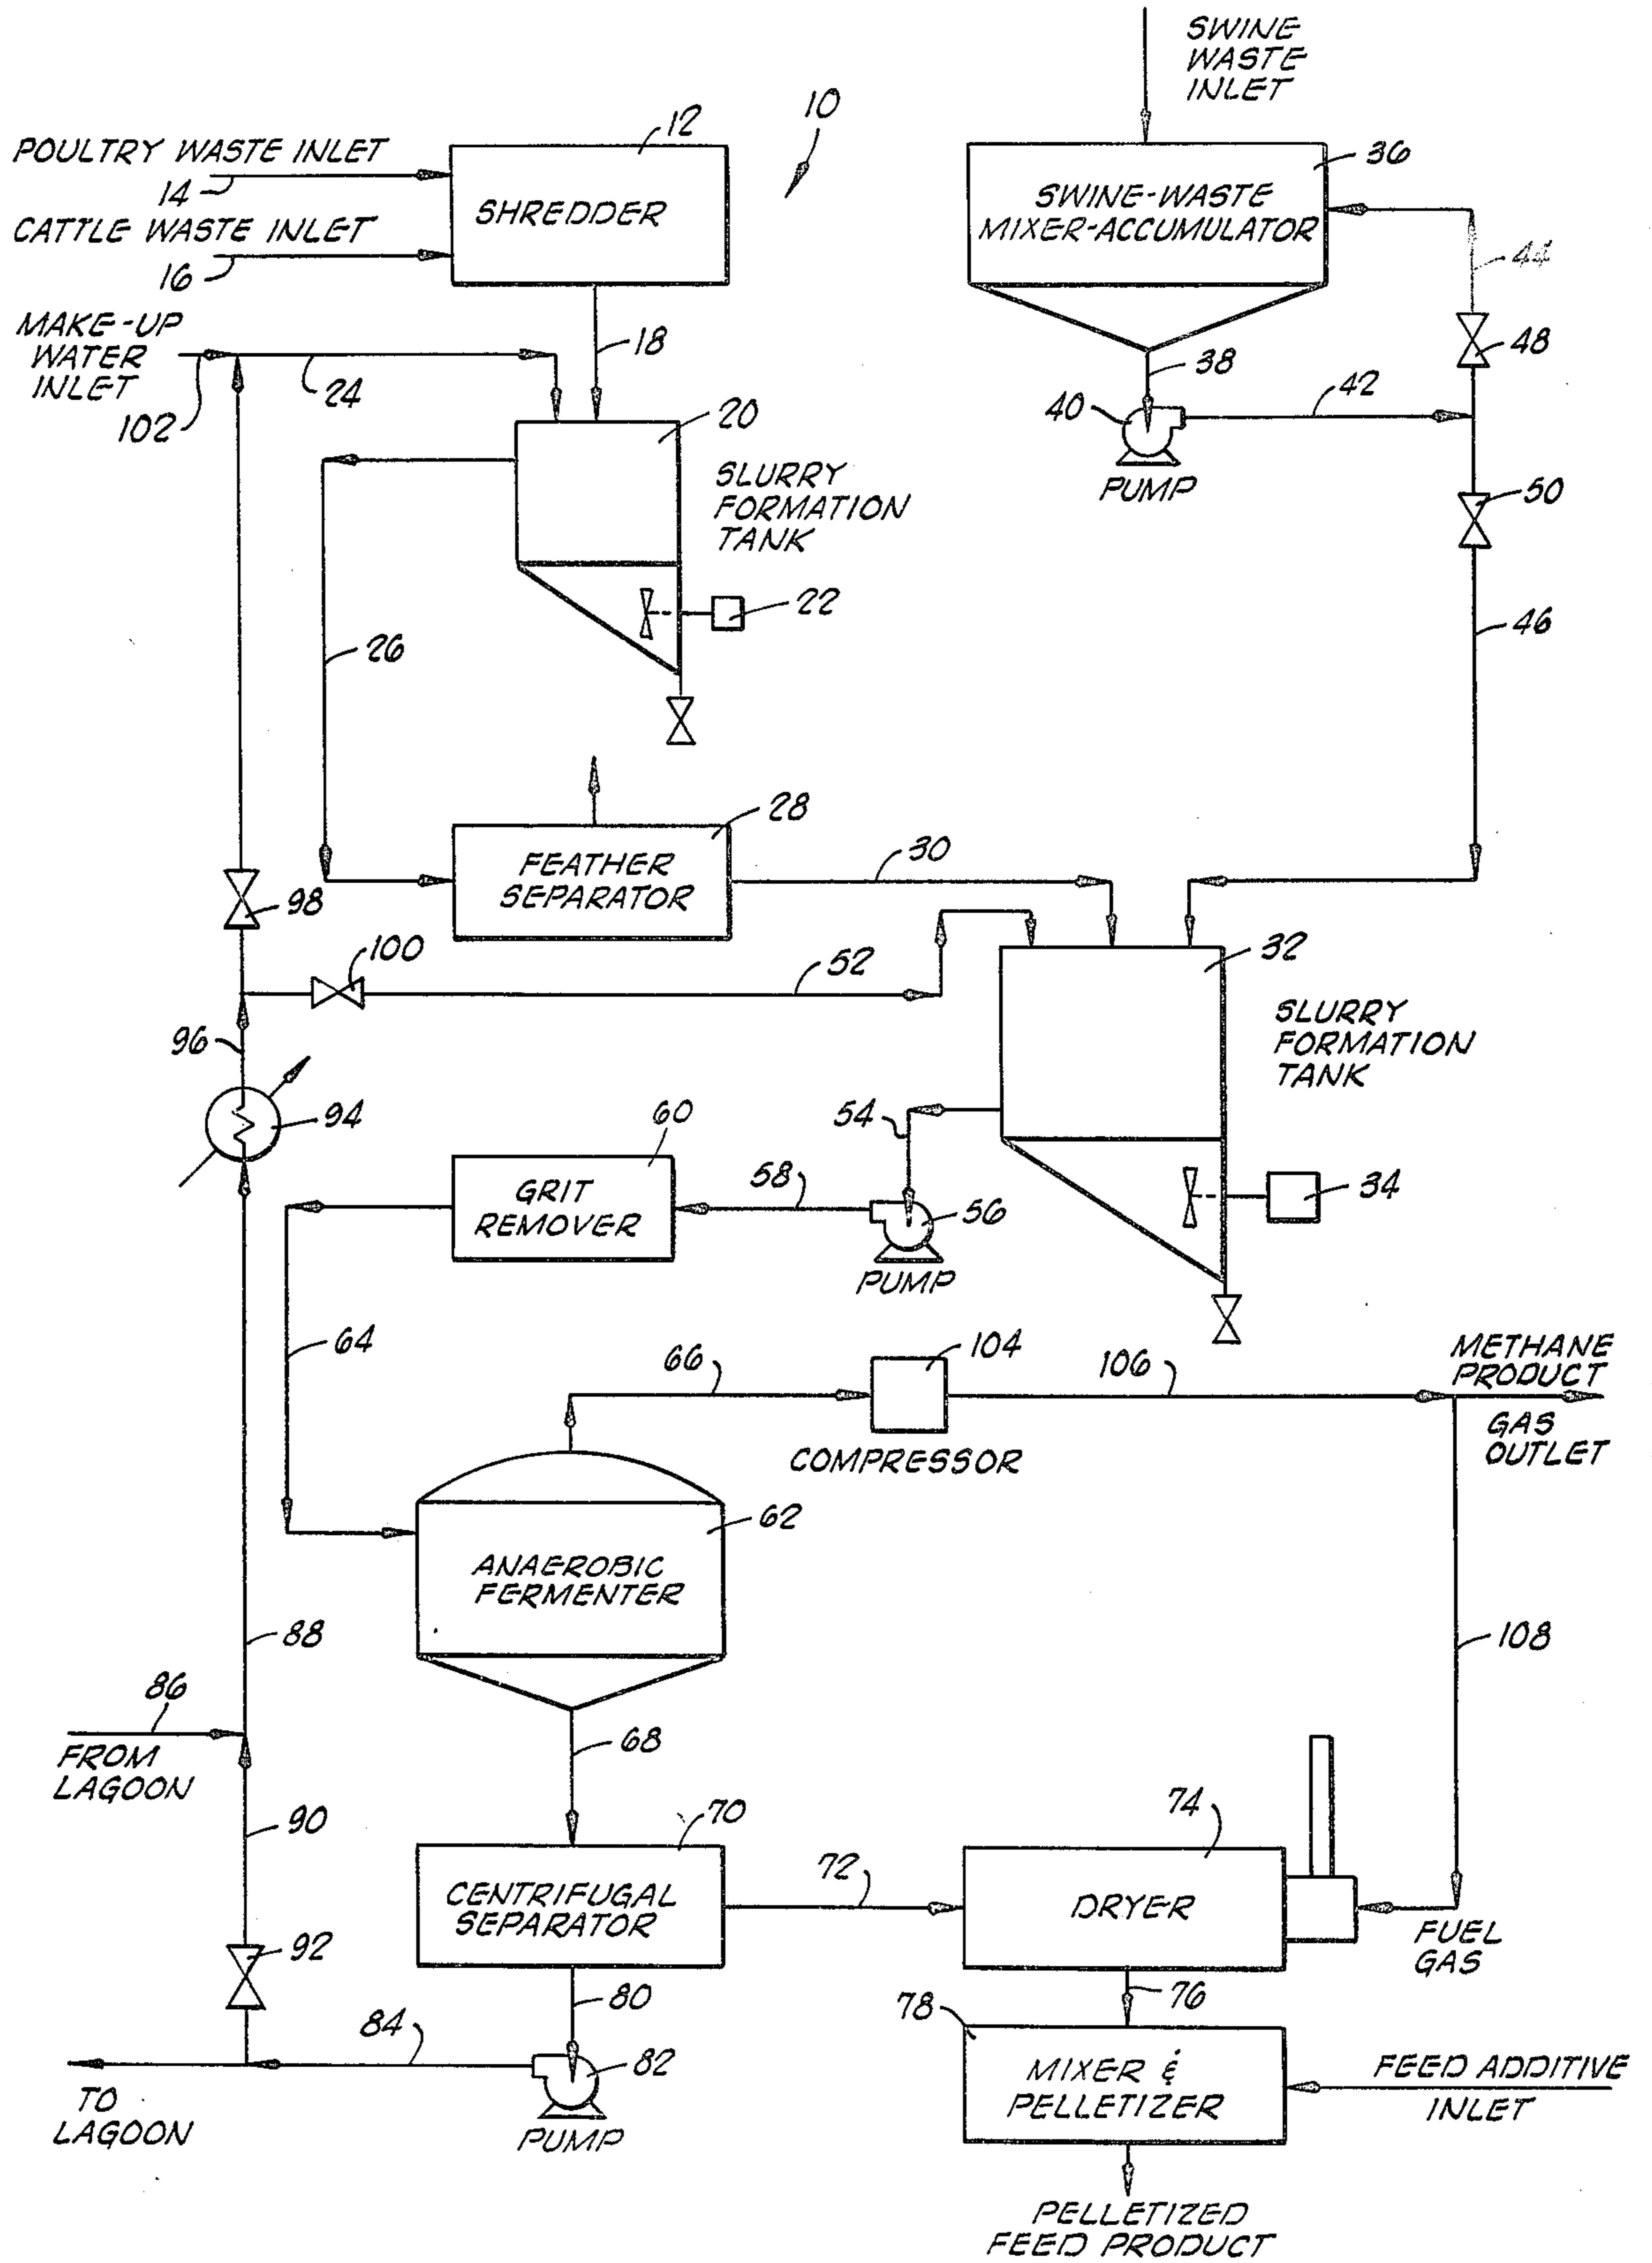 SWINE
WASTE
INLET
10
12
POULTRY WASTE INLET
14
SHREDDER
CATTLE WASTE INLET
16
36
SWINE-WASTE
MIXER-ACCUMULATOR
44
MAKE-UP
WATER
INLET
102
24
18
38
48
40
42
PUMP
20
SLURRY
FORMATION
TANK
50
22
46
26
28
FEATHER
SEPARATOR
30
98
100
52
32
SLURRY
FORMATION
TANK
96
94
60
54
GRIT
REMOVER
58
56
PUMP
34
64
66
104
COMPRESSOR
106
METHANE
PRODUCT
GAS
OUTLET
62
ANAEROBIC
FERMENTER
88
108
86
FROM
LAGOON
68
90
70
CENTRIFUGAL
SEPARATOR
72
74
DRYER
FUEL
GAS
92
80
76
84
82
PUMP
TO
LAGOON
78
MIXER &
PELLETIZER
FEED ADDITIVE
INLET
PELLETIZED
FEED PRODUCT